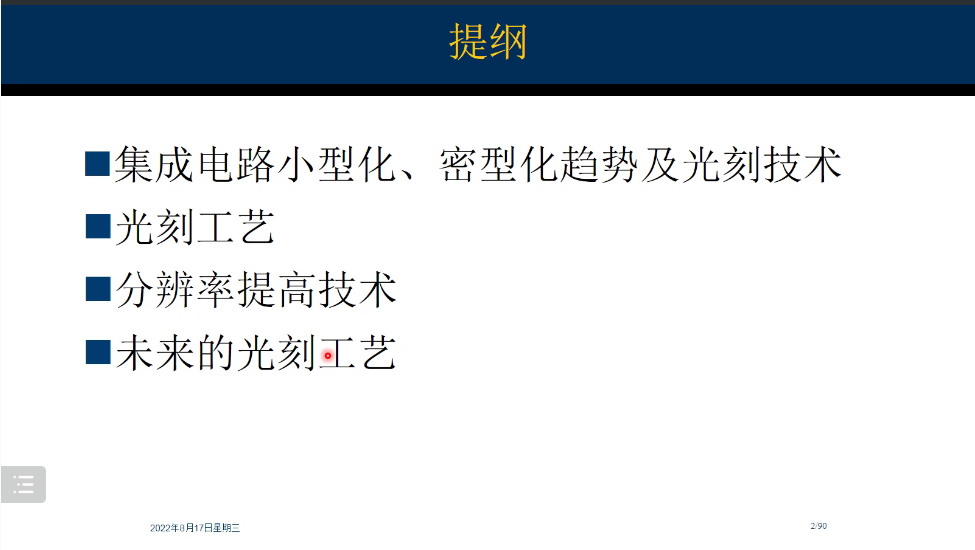 提纲
集成电路小型化、密型化趋势及光刻技术
光刻工艺
分辨率提高技术
未来的光刻工艺
2022年8月17日星期三
2/90